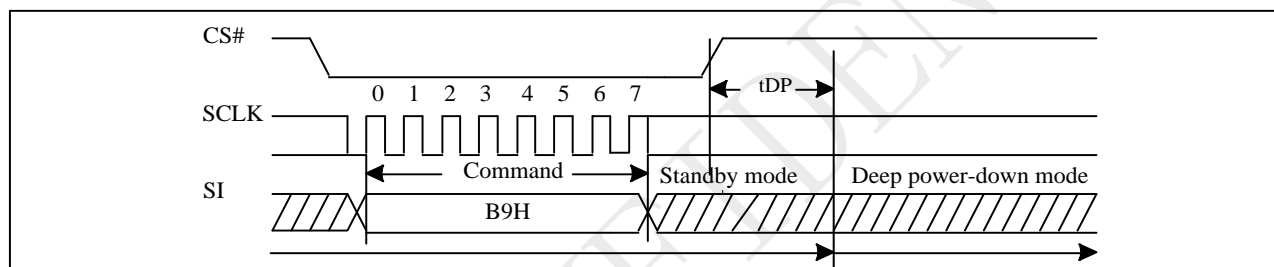 CS#
tDP
0 1 2 3 4 5 6 7
SCLK
Command
Standby mode
Deep power-down mode
SI
B9H